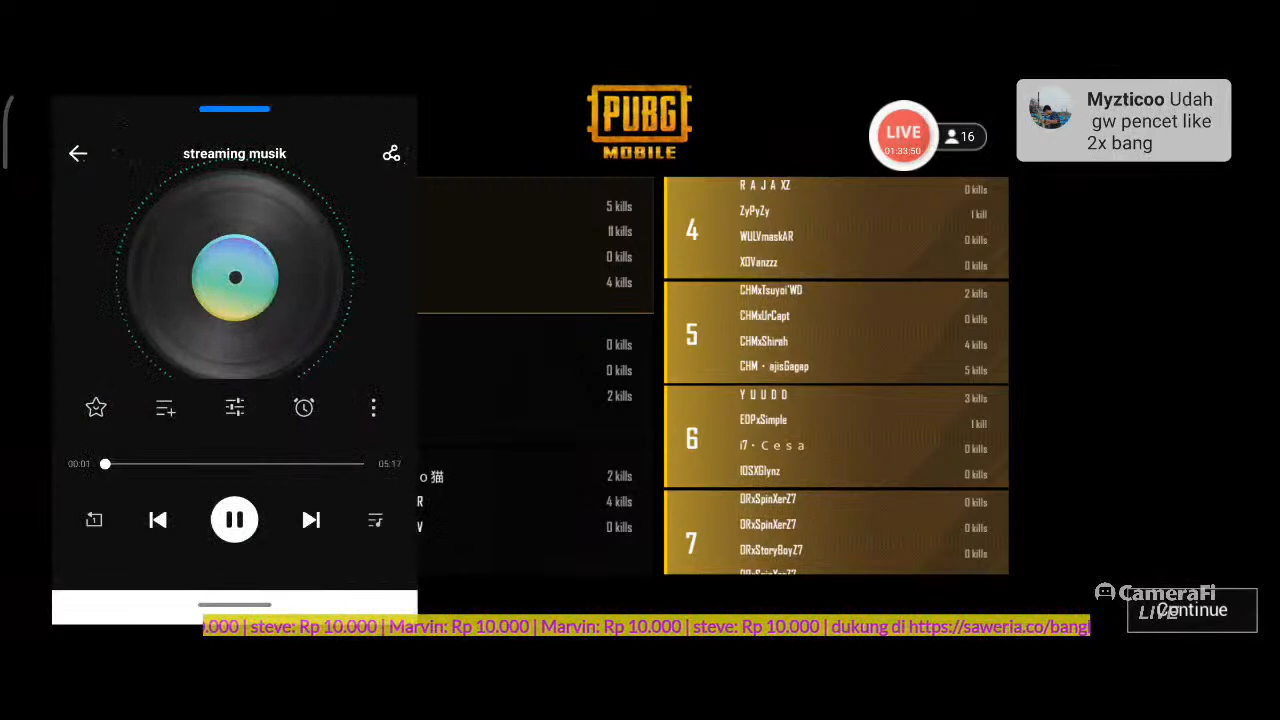 streaming musik
00:01
05:17
1
PUBG
MOBILE
LIVE
01:33:50
16
Myzticoo Udah
gw pencet like
2x bang
5 kills
11 kills
0 kills
4 kills
0 kills
0 kills
2 kills
o猫 2 kills
R 4 kills
V 0 kills
4
R A J A XZ 0 kills
ZyPyZy 1 kill
WULVmaskAR 0 kills
XOVanzzz 0 kills
5
CHMxTsuyoi'WD 2 kills
CHMxUrCapt 0 kills
CHMxShiroh 4 kills
CHM・ajisGagap 5 kills
6
Y U U D D 3 kills
EOPxSimple 1 kill
i7・Ｃｅｓａ 0 kills
IOSXGlynz 0 kills
7
DRxSpinXerZ7 0 kills
DRxSpinXerZ7 0 kills
DRxStoryBoyZ7 0 kills
CameraFi
LIVE
Continue
0.000 | steve: Rp 10.000 | Marvin: Rp 10.000 | Marvin: Rp 10.000 | steve: Rp 10.000 | dukung di https://saweria.co/bang